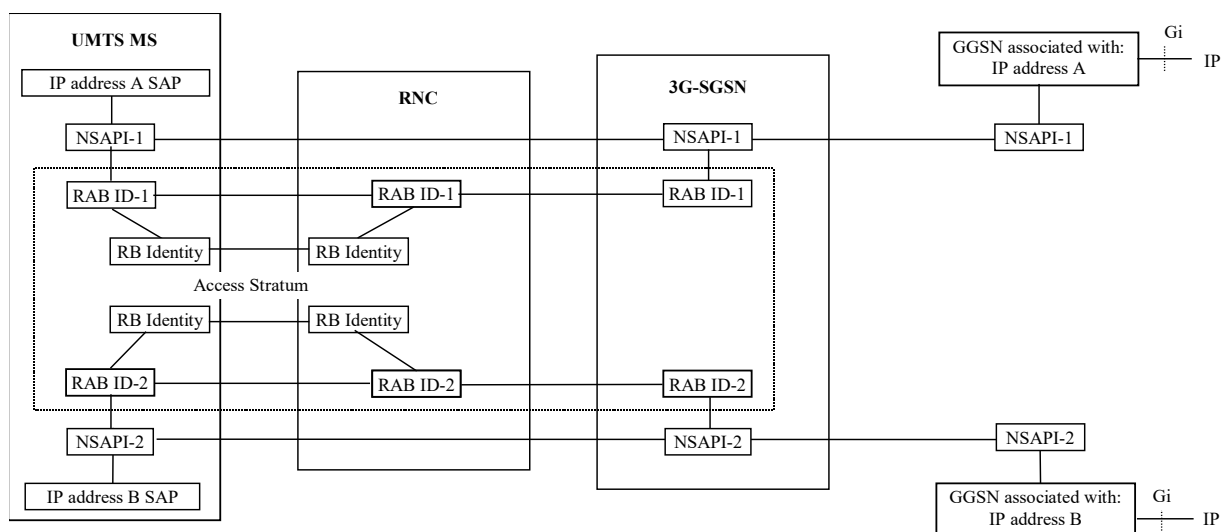 UMTS MS
IP address A SAP
NSAPI-1
RAB ID-1
RB Identity
RNC
RAB ID-1
RB Identity
3G-SGSN
NSAPI-1
RAB ID-1
GGSN associated with:
IP address A
Gi
IP
NSAPI-1
Access Stratum
RB Identity
RAB ID-2
NSAPI-2
IP address B SAP
RB Identity
RAB ID-2
RAB ID-2
NSAPI-2
NSAPI-2
GGSN associated with:
IP address B
Gi
IP